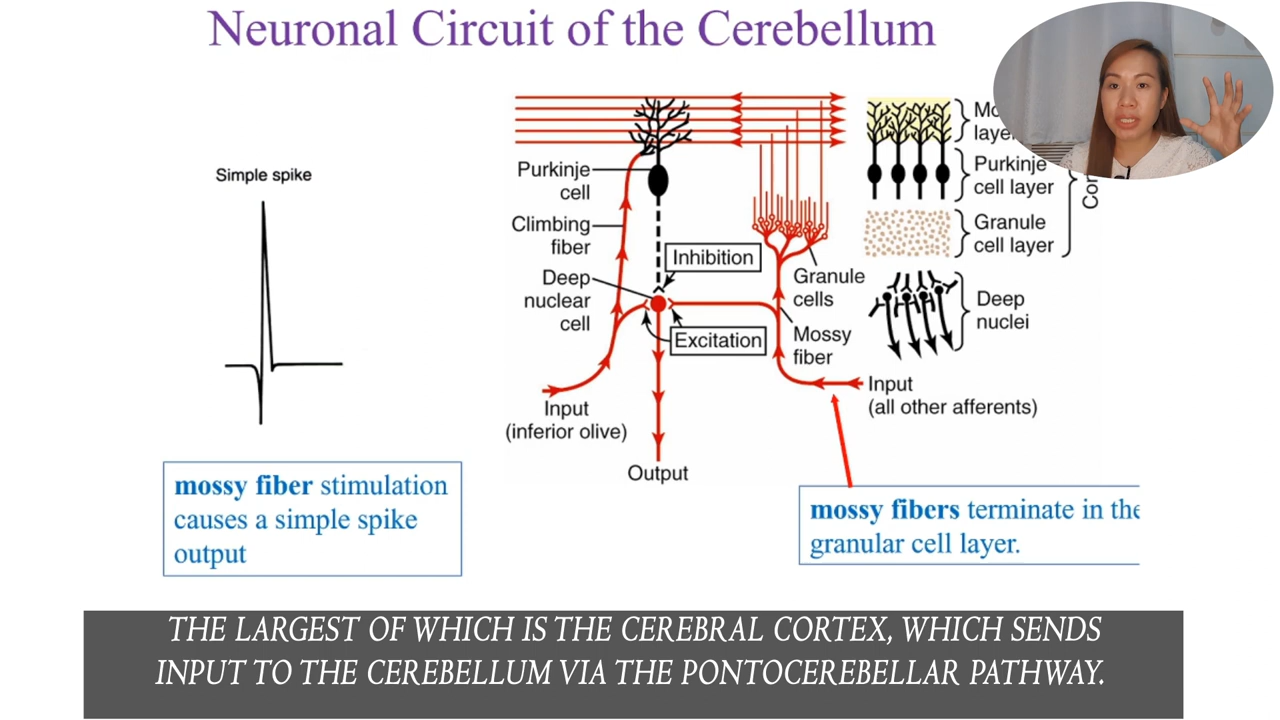 Neuronal Circuit of the Cerebellum
Simple spike
Purkinje
cell
Climbing
fiber
Deep
nuclear
cell
Inhibition
Excitation
Granule
cells
Mossy
fiber
Input
(inferior olive)
Output
Input
(all other afferents)
Purkinje
cell layer
Granule
cell layer
Deep
nuclei
mossy fiber stimulation
causes a simple spike
output
mossy fibers terminate in the
granular cell layer.
THE LARGEST OF WHICH IS THE CEREBRAL CORTEX, WHICH SENDS
INPUT TO THE CEREBELLUM VIA THE PONTOCEREBELLAR PATHWAY.